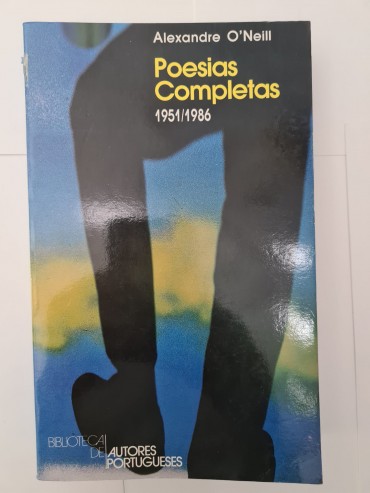 Alexandre O'Neill
Poesias
Completas
1951/1986
BIBLIOTECA
DE AUTORES
PORTUGUESES